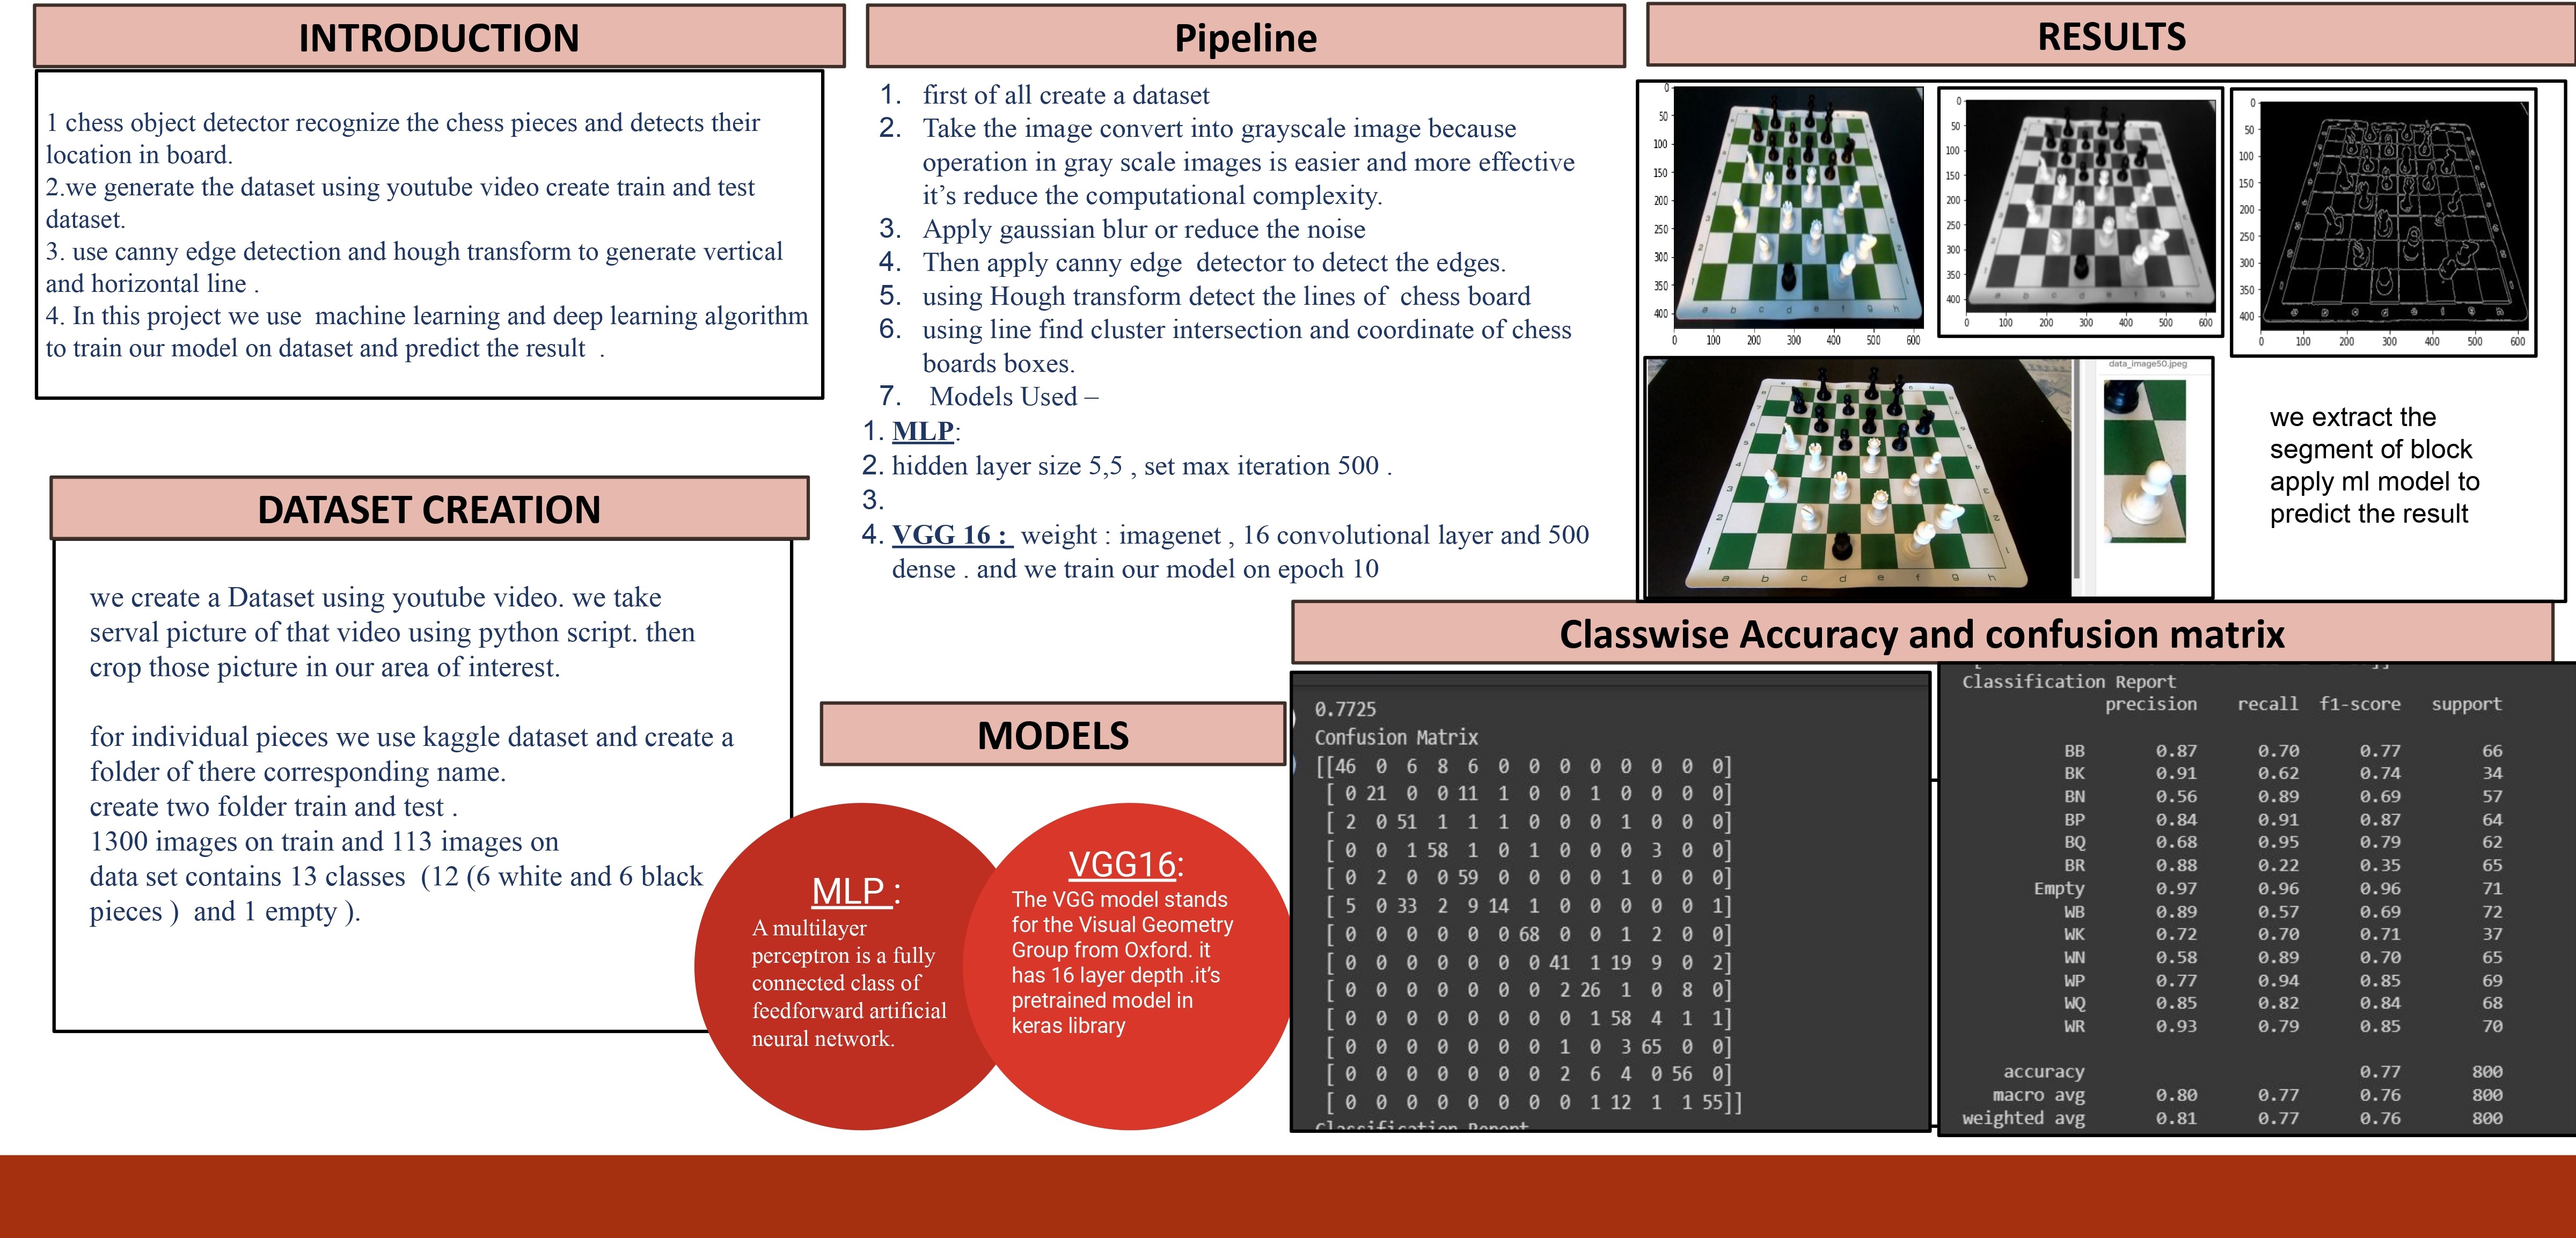 INTRODUCTION
1 chess object detector recognize the chess pieces and detects their
location in board.
2.we generate the dataset using youtube video create train and test
dataset.
3. use canny edge detection and hough transform to generate vertical
and horizontal line .
4. In this project we use machine learning and deep learning algorithm
to train our model on dataset and predict the result .
DATASET CREATION
we create a Dataset using youtube video. we take
serval picture of that video using python script. then
crop those picture in our area of interest.
for individual pieces we use kaggle dataset and create a
folder of there corresponding name.
create two folder train and test .
1300 images on train and 113 images on
data set contains 13 classes (12 (6 white and 6 black
pieces ) and 1 empty ).
Pipeline
1. first of all create a dataset
2. Take the image convert into grayscale image because
operation in gray scale images is easier and more effective
it’s reduce the computational complexity.
3. Apply gaussian blur or reduce the noise
4. Then apply canny edge detector to detect the edges.
5. using Hough transform detect the lines of chess board
6. using line find cluster intersection and coordinate of chess
boards boxes.
7. Models Used –
1. MLP:
2. hidden layer size 5,5 , set max iteration 500 .
3.
4. VGG 16 : weight : imagenet , 16 convolutional layer and 500
dense . and we train our model on epoch 10
MODELS
MLP :
A multilayer
perceptron is a fully
connected class of
feedforward artificial
neural network.
VGG16:
The VGG model stands
for the Visual Geometry
Group from Oxford. it
has 16 layer depth .it’s
pretrained model in
keras library
RESULTS
0
50
100
150
200
250
300
350
400
0 100 200 300 400 500 600
0
50
100
150
200
250
300
350
400
0 100 200 300 400 500 600
0
50
100
150
200
250
300
350
400
0 100 200 300 400 500 600
a b c d e f g h
data_image50.jpeg
we extract the
segment of block
apply ml model to
predict the result
Classwise Accuracy and confusion matrix
0.7725
Confusion Matrix
[[46 0 6 8 6 0 0 0 0 0 0 0 0]
[ 0 21 0 0 11 1 0 0 1 0 0 0 0]
[ 2 0 51 1 1 1 0 0 0 1 0 0 0]
[ 0 0 1 58 1 0 1 0 0 0 3 0 0]
[ 0 2 0 0 59 0 0 0 0 1 0 0 0]
[ 5 0 33 2 9 14 1 0 0 0 0 0 1]
[ 0 0 0 0 0 0 68 0 0 1 2 0 0]
[ 0 0 0 0 0 0 0 41 1 19 9 0 2]
[ 0 0 0 0 0 0 0 2 26 1 0 8 0]
[ 0 0 0 0 0 0 0 0 1 58 4 1 1]
[ 0 0 0 0 0 0 0 1 0 3 65 0 0]
[ 0 0 0 0 0 0 0 2 6 4 0 56 0]
[ 0 0 0 0 0 0 0 0 1 12 1 1 55]]
Classification Report
Classification Report
precision recall f1-score support
BB 0.87 0.70 0.77 66
BK 0.91 0.62 0.74 34
BN 0.56 0.89 0.69 57
BP 0.84 0.91 0.87 64
BQ 0.68 0.95 0.79 62
BR 0.88 0.22 0.35 65
Empty 0.97 0.96 0.96 71
WB 0.89 0.57 0.69 72
WK 0.72 0.70 0.71 37
WN 0.58 0.89 0.70 65
WP 0.77 0.94 0.85 69
WQ 0.85 0.82 0.84 68
WR 0.93 0.79 0.85 70
accuracy 0.77 800
macro avg 0.80 0.77 0.76 800
weighted avg 0.81 0.77 0.76 800